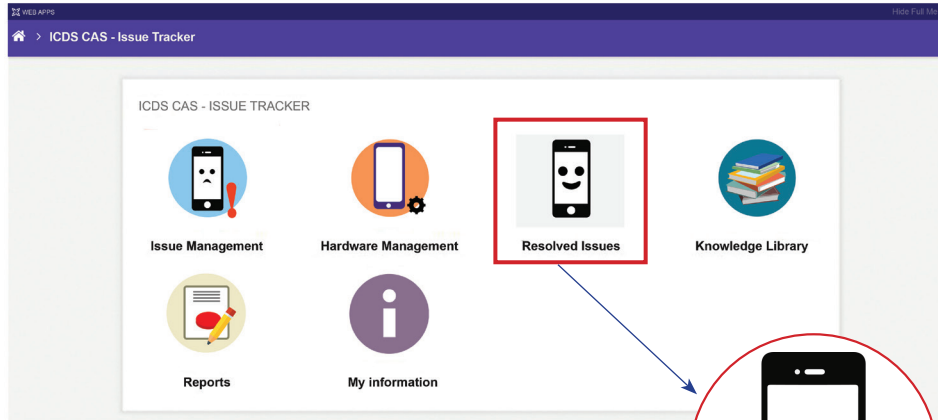 WEB APPS
Hide Full Me
> ICDS CAS - Issue Tracker
ICDS CAS - ISSUE TRACKER
Issue Management
Hardware Management
Resolved Issues
Knowledge Library
Reports
My information